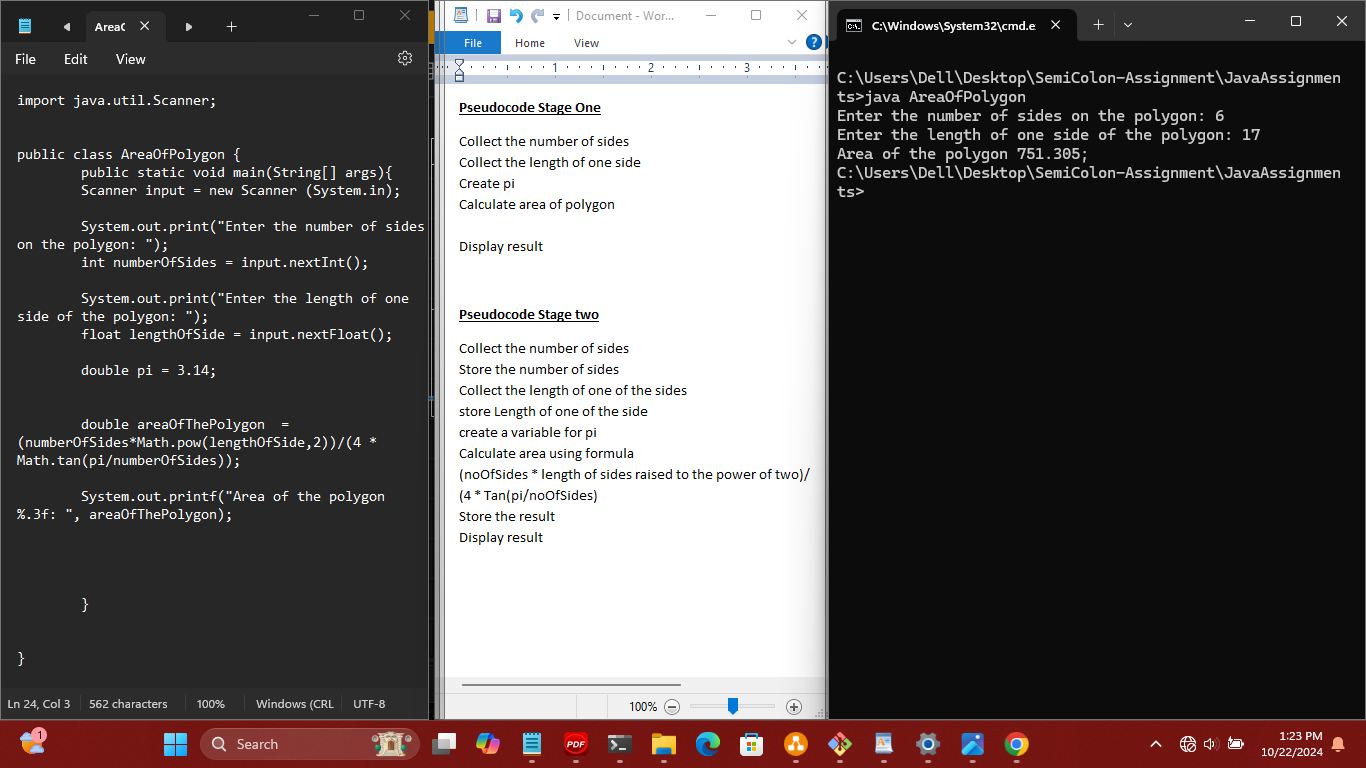 AreaC
File
Edit
View
import java.util.Scanner;
public class AreaOfPolygon {
public static void main(String[] args){
Scanner input = new Scanner (System.in);
System.out.print("Enter the number of sides
on the polygon: ");
int numberOfSides = input.nextInt();
System.out.print("Enter the length of one
side of the polygon: ");
float lengthOfSide = input.nextFloat();
double pi = 3.14;
double areaOfThePolygon  =
(numberOfSides*Math.pow(lengthOfSide,2))/(4 *
Math.tan(pi/numberOfSides));
System.out.printf("Area of the polygon
%.3f: ", areaOfThePolygon);
}
}
Ln 24, Col 3
562 characters
100%
Windows (CRL
UTF-8
Document - Wor...
File
Home
View
1
2
3
Pseudocode Stage One
Collect the number of sides
Collect the length of one side
Create pi
Calculate area of polygon
Display result
Pseudocode Stage two
Collect the number of sides
Store the number of sides
Collect the length of one of the sides
store Length of one of the side
create a variable for pi
Calculate area using formula
(noOfSides * length of sides raised to the power of two)/
(4 * Tan(pi/noOfSides)
Store the result
Display result
100%
C:\Windows\System32\cmd.e
C:\Users\Dell\Desktop\SemiColon-Assignment\JavaAssignmen
ts>java AreaOfPolygon
Enter the number of sides on the polygon: 6
Enter the length of one side of the polygon: 17
Area of the polygon 751.305;
C:\Users\Dell\Desktop\SemiColon-Assignment\JavaAssignmen
ts>
1
Search
PDF
1:23 PM
10/22/2024